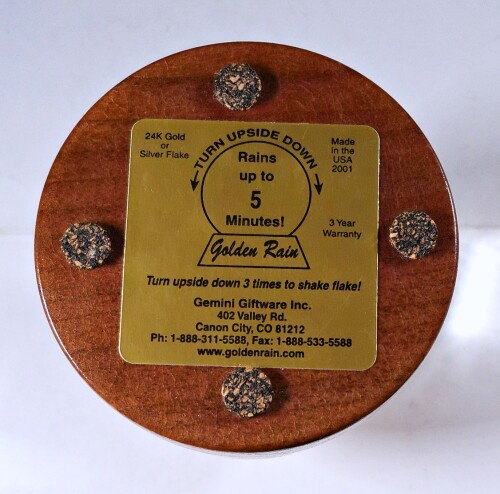 24K Gold
or
Silver Flake
TURN UPSIDE DOWN
Made
in the
USA
2001
Rains
up to
5
Minutes!
3 Year
Warranty
Golden Rain
Turn upside down 3 times to shake flake!
Gemini Giftware Inc.
402 Valley Rd.
Canon City, CO 81212
Ph: 1-888-311-5588, Fax: 1-888-533-5588
www.goldenrain.com